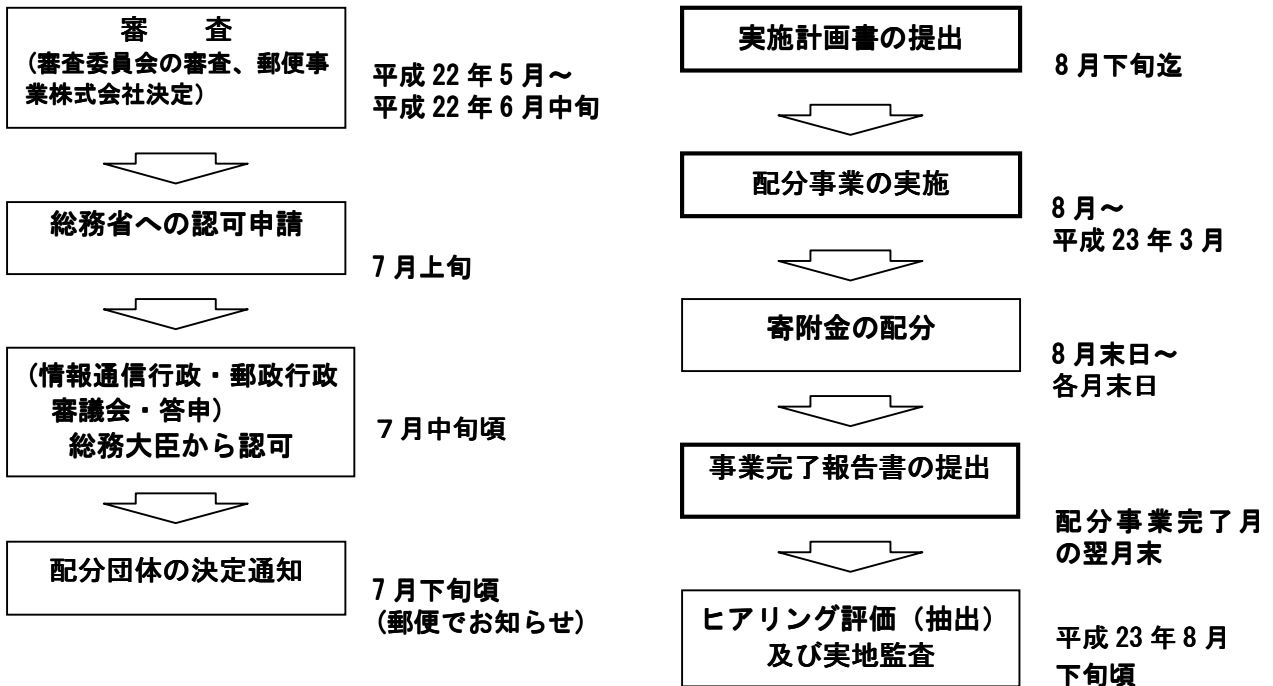 審　　査
(審査委員会の審査、郵便事
業株式会社決定)
平成 22 年 5 月～
平成 22 年 6 月中旬
総務省への認可申請
7 月上旬
(情報通信行政・郵政行政
審議会・答申)
総務大臣から認可
７月中旬頃
配分団体の決定通知
7 月下旬頃
(郵便でお知らせ)
実施計画書の提出
8 月下旬迄
配分事業の実施
8 月～
平成 23 年 3 月
寄附金の配分
8 月末日～
各月末日
事業完了報告書の提出
配分事業完了月
の翌月末
ヒアリング評価（抽出）
及び実地監査
平成 23 年 8 月
下旬頃